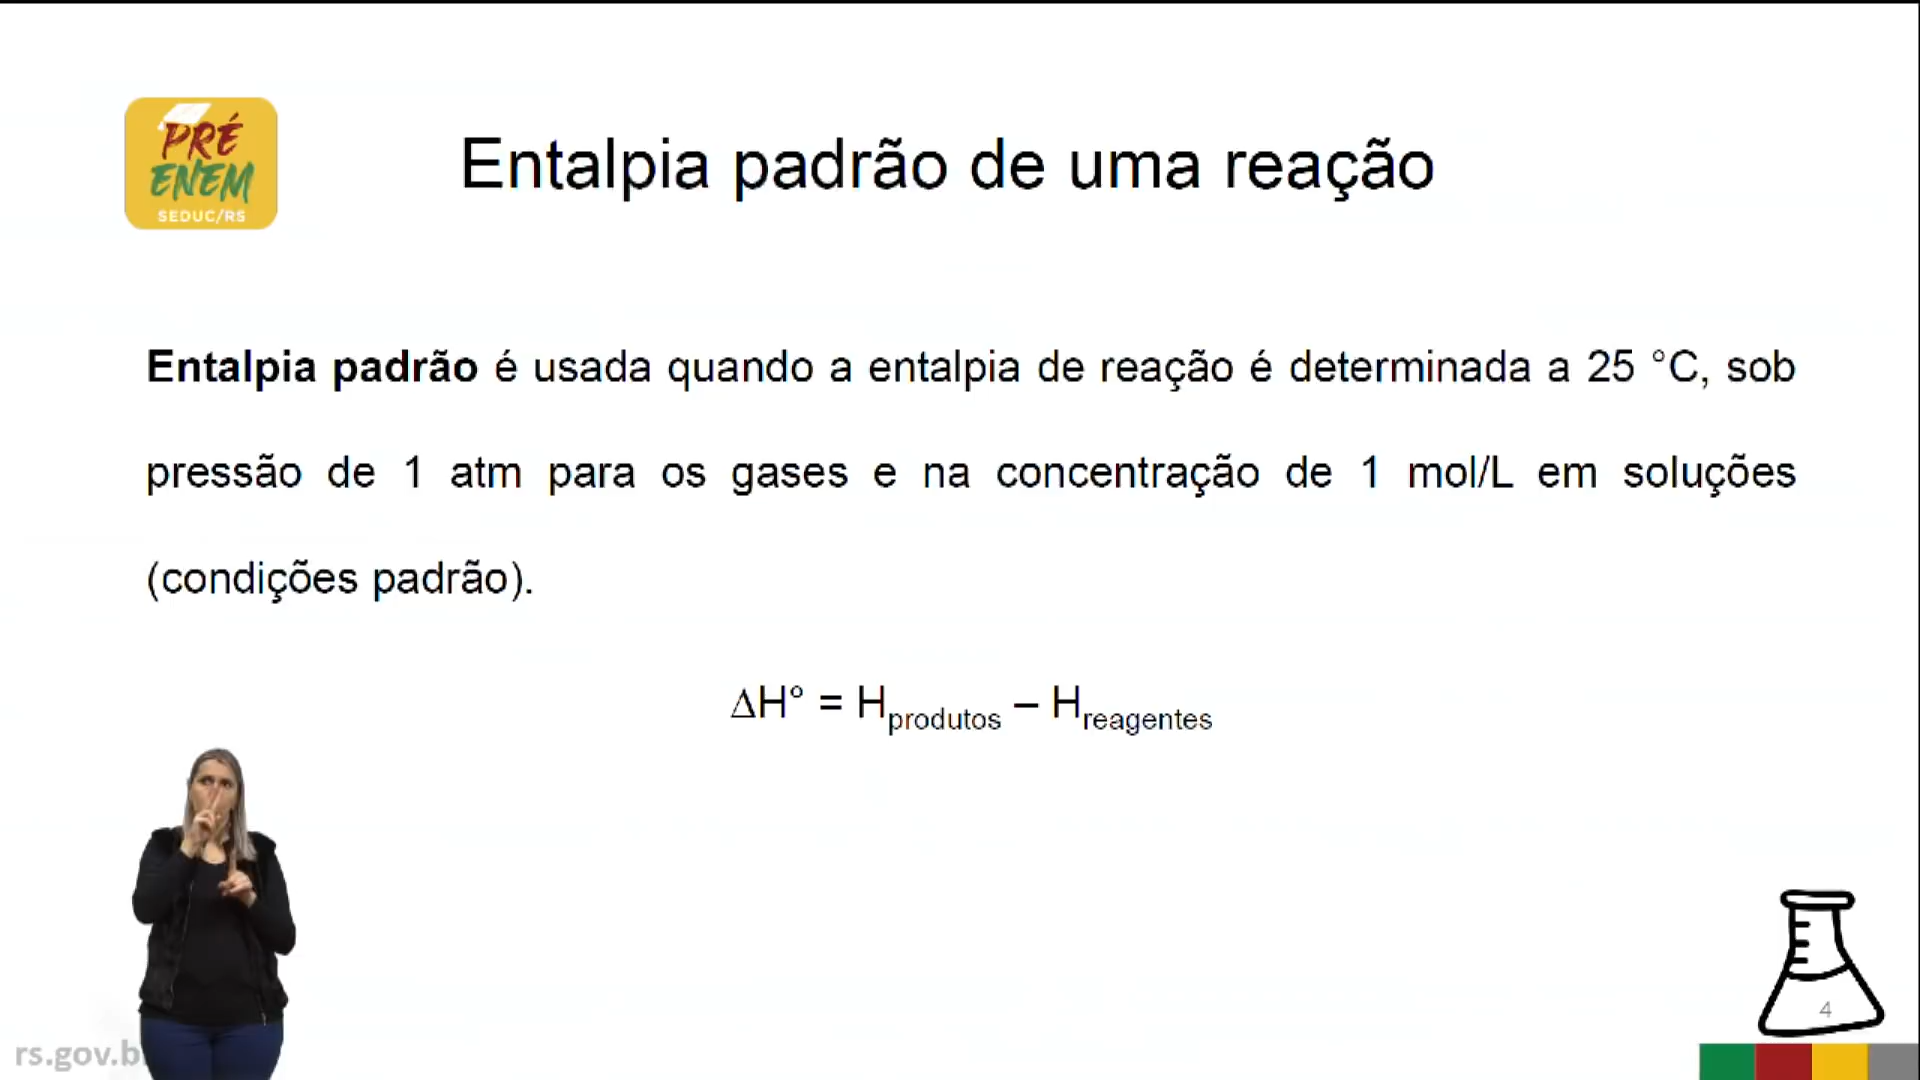 PRÉ
ENEM
SEDUC/RS
Entalpia padrão de uma reação
Entalpia padrão é usada quando a entalpia de reação é determinada a 25 °C, sob
pressão de 1 atm para os gases e na concentração de 1 mol/L em soluções
(condições padrão).
ΔH° = Hprodutos – Hreagentes
4
rs.gov.b